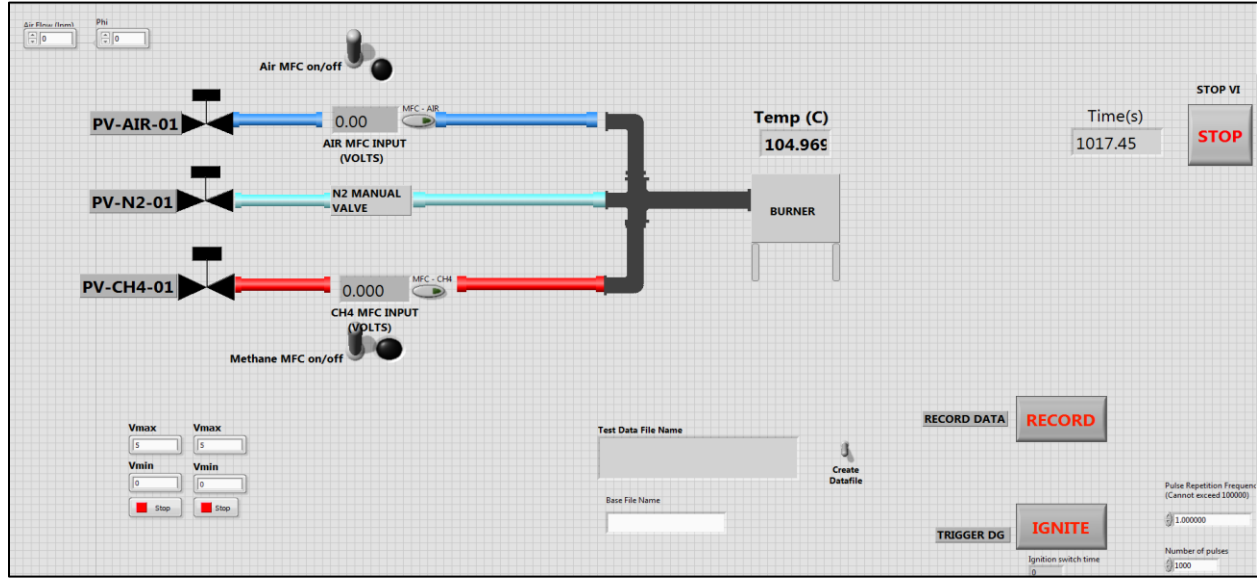 Air Flow (lpm)
Phi
0
0
Air MFC on/off
STOP VI
PV-AIR-01
0.00
MFC - AIR
AIR MFC INPUT
(VOLTS)
Temp (C)
104.969
Time(s)
1017.45
STOP
PV-N2-01
N2 MANUAL
VALVE
BURNER
PV-CH4-01
0.000
MFC - CH4
CH4 MFC INPUT
(VOLTS)
Methane MFC on/off
Vmax
Vmax
5
5
Vmin
Vmin
0
0
Stop
Stop
Test Data File Name
Create
Datafile
Base File Name
RECORD DATA
RECORD
TRIGGER DG
IGNITE
Ignition switch time
0
Pulse Repetition Frequenc
(Cannot exceed 100000)
1.000000
Number of pulses
1000